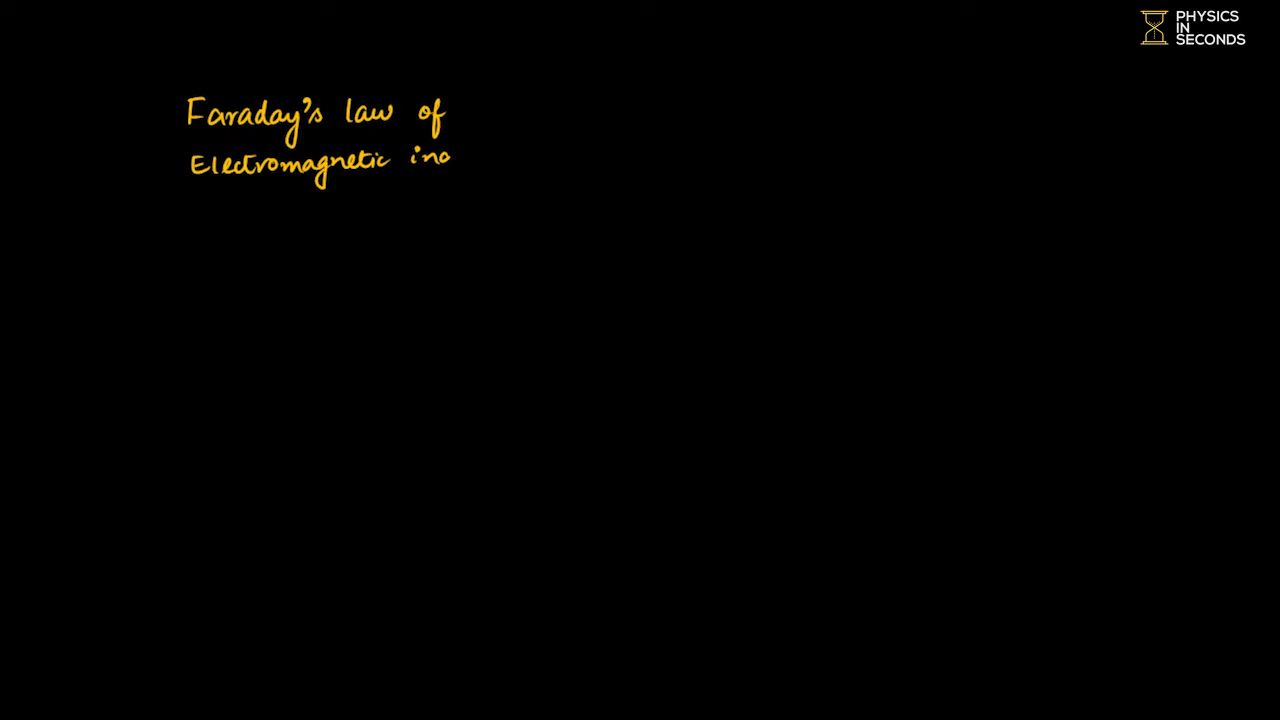 PHYSICS
IN
SECONDS
Faraday's law of
Electromagnetic ino